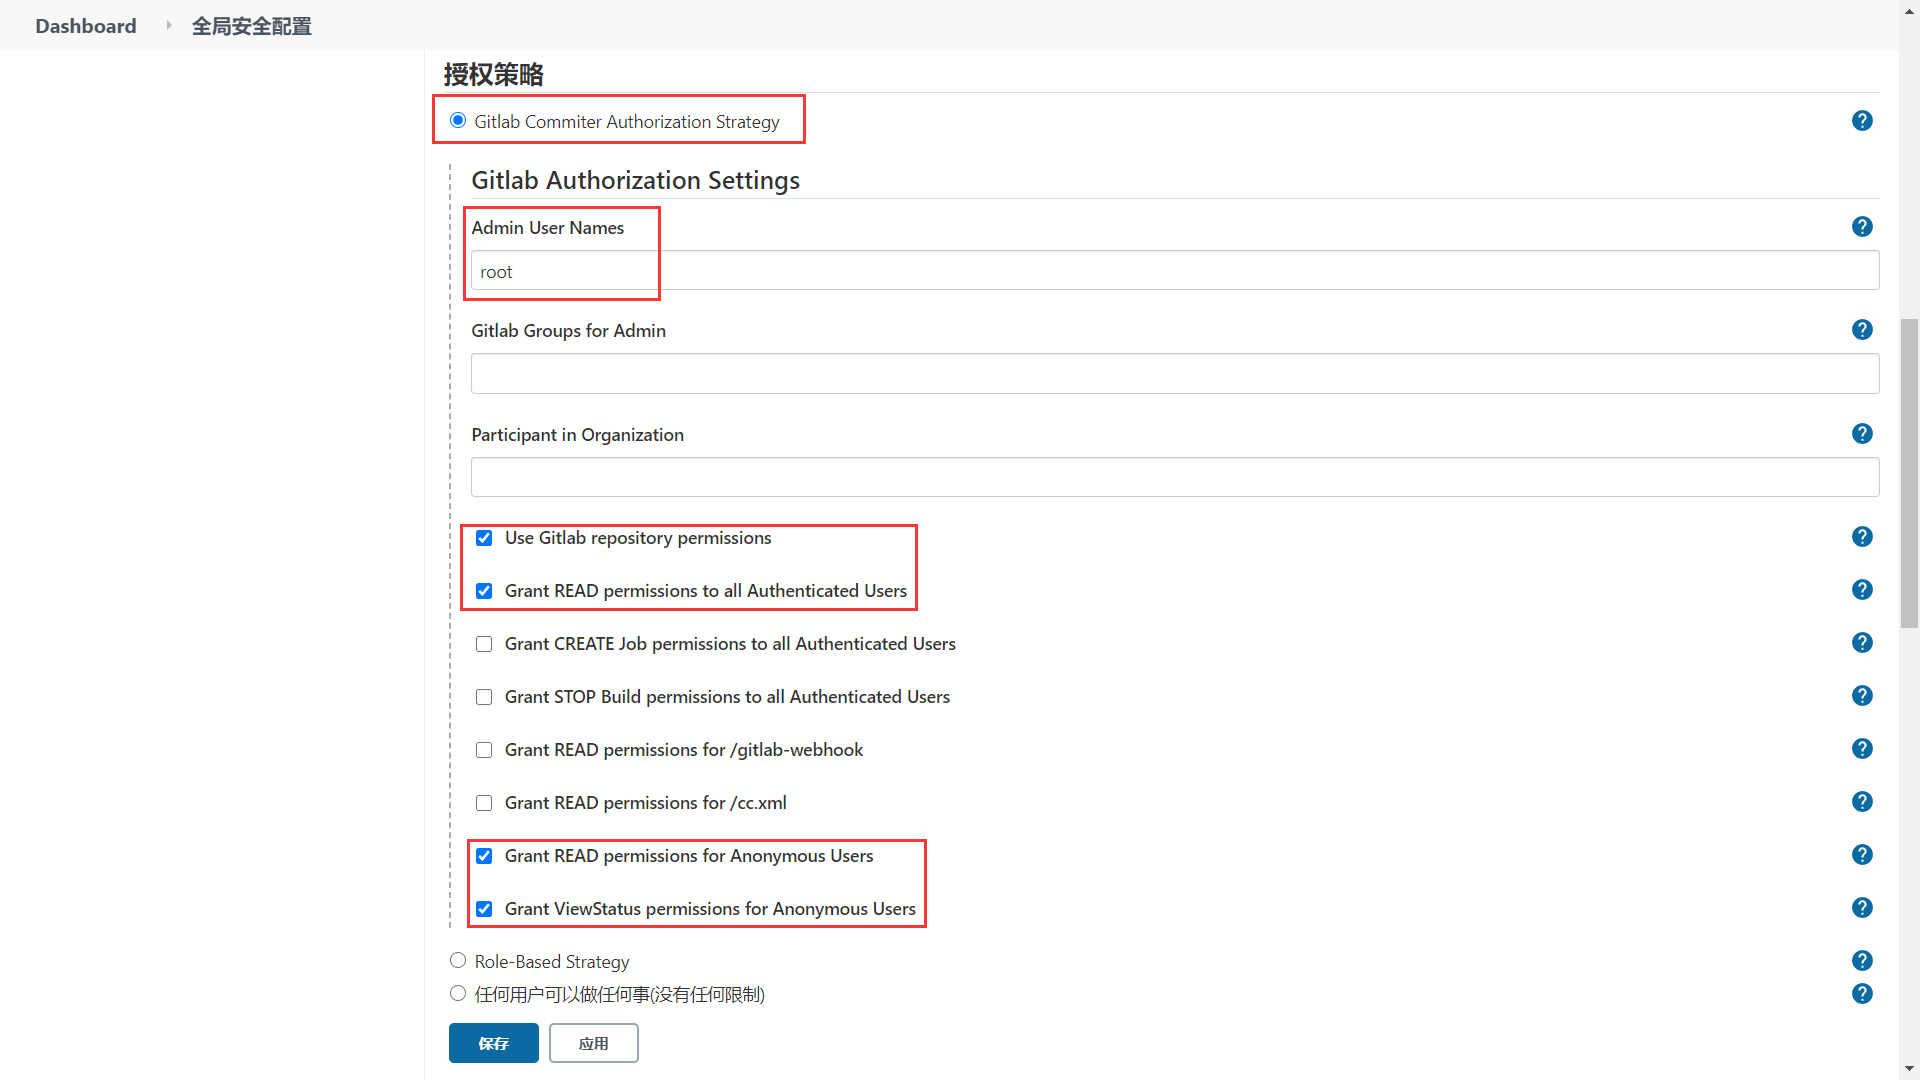 Dashboard 全局安全配置
授权策略
Gitlab Commiter Authorization Strategy
Gitlab Authorization Settings
Admin User Names
root
Gitlab Groups for Admin
Participant in Organization
Use Gitlab repository permissions
Grant READ permissions to all Authenticated Users
Grant CREATE Job permissions to all Authenticated Users
Grant STOP Build permissions to all Authenticated Users
Grant READ permissions for /gitlab-webhook
Grant READ permissions for /cc.xml
Grant READ permissions for Anonymous Users
Grant ViewStatus permissions for Anonymous Users
Role-Based Strategy
任何用户可以做任何事(没有任何限制)
保存 应用